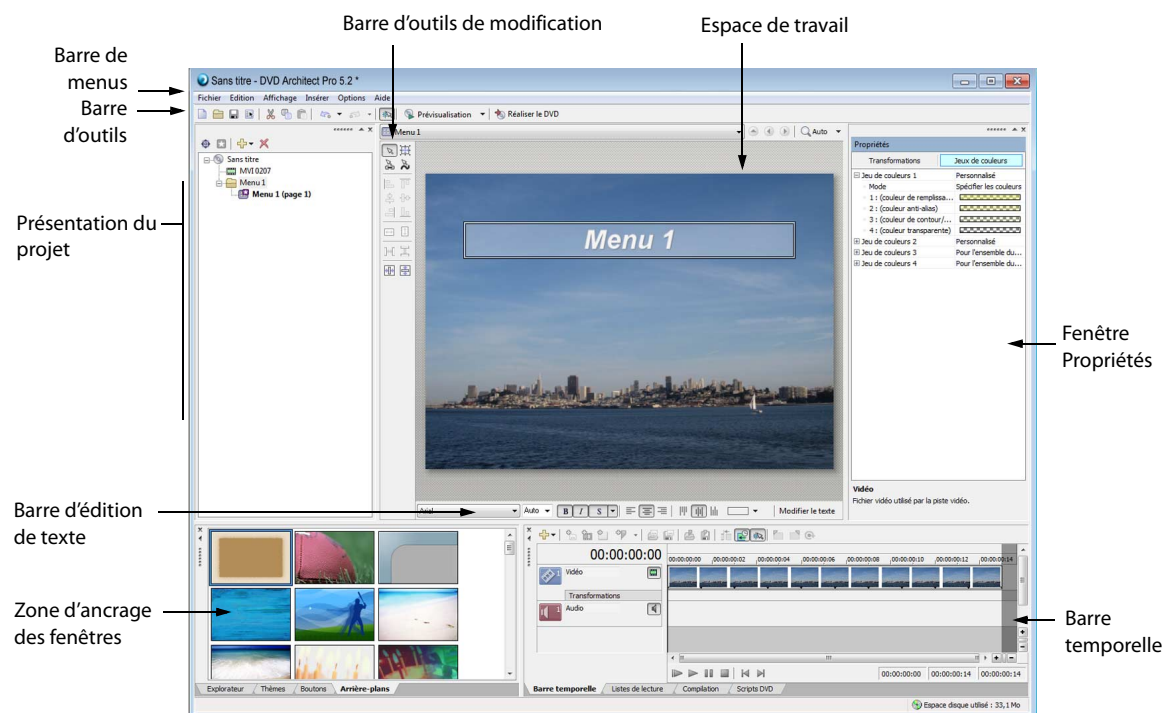 Barre d'outils de modification
Espace de travail
Barre de
menus
Barre
d'outils
Sans titre - DVD Architect Pro 5.2 *
Fichier Edition Affichage Insérer Options Aide
Prévisualisation
Réaliser le DVD
Menu 1
Auto
Sans titre
MVI 0207
Menu 1
Menu 1 (page 1)
Présentation du
projet
Menu 1
Propriétés
Transformations Jeux de couleurs
Jeu de couleurs 1 Personnalisé
Mode Spécifier les couleurs
1 : (couleur de remplissa...
2 : (couleur anti-alias)
3 : (couleur de contour/...
4 : (couleur transparente)
Jeu de couleurs 2 Personnalisé
Jeu de couleurs 3 Pour l'ensemble du...
Jeu de couleurs 4 Pour l'ensemble du...
Fenêtre
Propriétés
Vidéo
Fichier vidéo utilisé par la piste vidéo.
Barre d'édition
de texte
Arial Auto B I S Modifier le texte
00:00:00:00
00:00:00:00 00:00:00:02 00:00:00:04 00:00:00:06 00:00:00:08 00:00:00:10 00:00:00:12 00:00:00:14
1 Vidéo
Transformations
1 Audio
Zone d'ancrage
des fenêtres
Barre
temporelle
00:00:00:00 00:00:00:14 00:00:00:14
Explorateur Thèmes Boutons Arrière-plans
Barre temporelle Listes de lecture Compilation Scripts DVD
Espace disque utilisé : 33,1 Mo